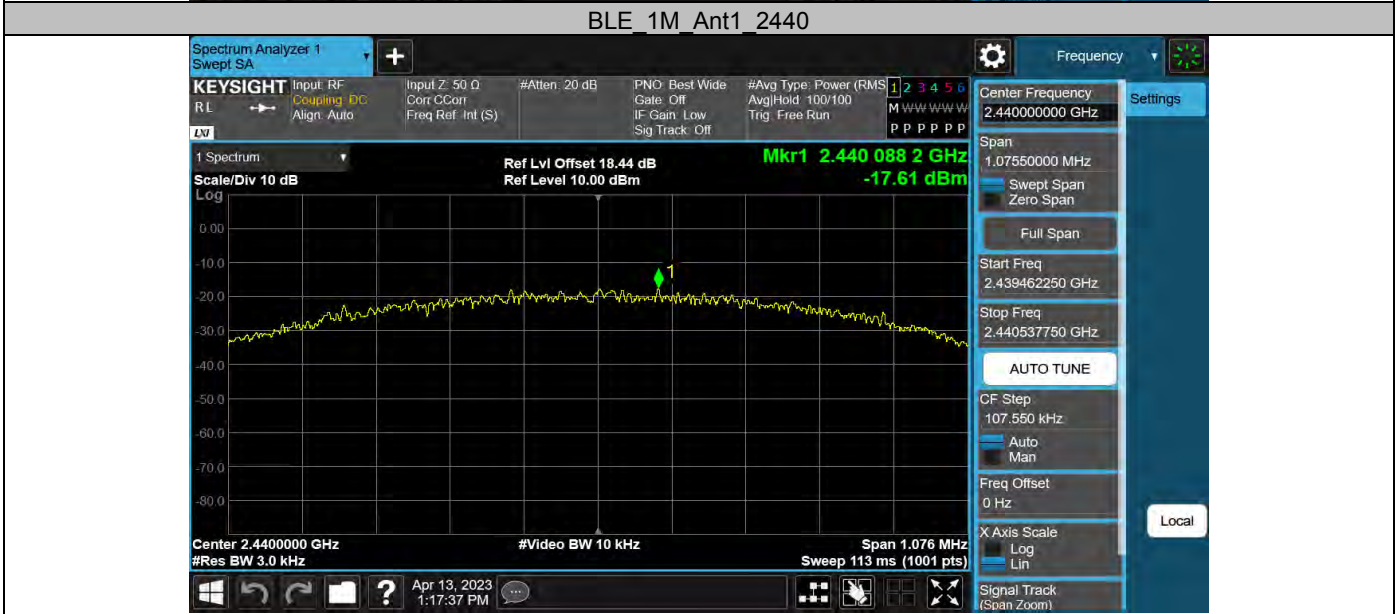 BLE_1M_Ant1_2440
Spectrum Analyzer 1
Swept SA
Frequency
KEYSIGHT
Input: RF
Coupling: DC
Align: Auto
RL
LXI
Input Z: 50 Ω
Corr CCorr
Freq Ref: Int (S)
#Atten: 20 dB
PNO: Best Wide
Gate: Off
IF Gain: Low
Sig Track: Off
#Avg Type: Power (RMS
Avg|Hold: 100/100
Trig: Free Run
1 2 3 4 5 6
M W W W W W
P P P P P P
Center Frequency
2.440000000 GHz
Settings
Span
1.07550000 MHz
Swept Span
Zero Span
Full Span
Start Freq
2.439462250 GHz
Stop Freq
2.440537750 GHz
AUTO TUNE
CF Step
107.550 kHz
Auto
Man
Freq Offset
0 Hz
X Axis Scale
Log
Lin
Signal Track
(Span Zoom)
Local
1 Spectrum
Scale/Div 10 dB
Log
Ref Lvl Offset 18.44 dB
Ref Level 10.00 dBm
Mkr1 2.440 088 2 GHz
-17.61 dBm
1
0.00
-10.0
-20.0
-30.0
-40.0
-50.0
-60.0
-70.0
-80.0
Center 2.4400000 GHz
#Res BW 3.0 kHz
#Video BW 10 kHz
Span 1.076 MHz
Sweep 113 ms (1001 pts)
?
Apr 13, 2023
1:17:37 PM